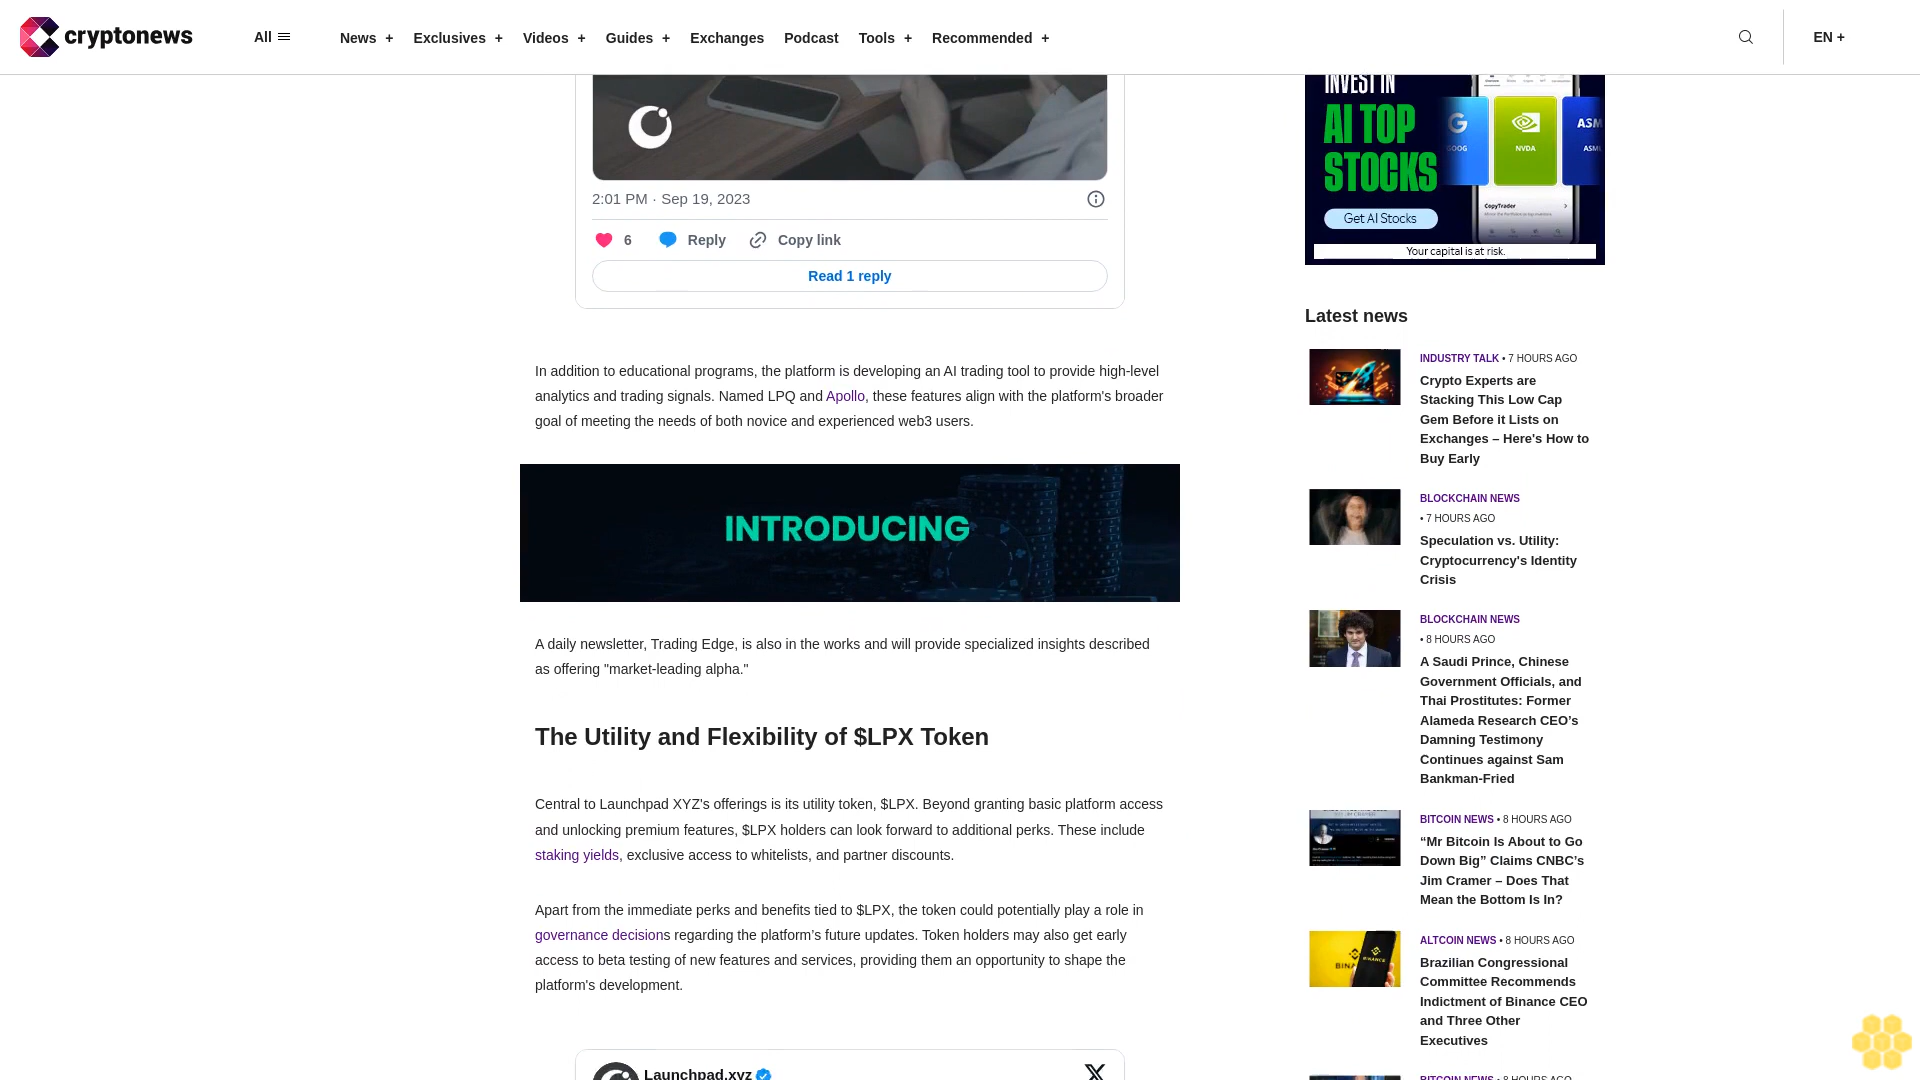 cryptonews
All
News +
Exclusives +
Videos +
Guides +
Exchanges
Podcast
Tools +
Recommended +
EN +
2:01 PM · Sep 19, 2023
6
Reply
Copy link
Read 1 reply
In addition to educational programs, the platform is developing an AI trading tool to provide high-level
analytics and trading signals. Named LPQ and Apollo, these features align with the platform's broader
goal of meeting the needs of both novice and experienced web3 users.
INTRODUCING
A daily newsletter, Trading Edge, is also in the works and will provide specialized insights described
as offering "market-leading alpha."
The Utility and Flexibility of $LPX Token
Central to Launchpad XYZ's offerings is its utility token, $LPX. Beyond granting basic platform access
and unlocking premium features, $LPX holders can look forward to additional perks. These include
staking yields, exclusive access to whitelists, and partner discounts.
Apart from the immediate perks and benefits tied to $LPX, the token could potentially play a role in
governance decisions regarding the platform’s future updates. Token holders may also get early
access to beta testing of new features and services, providing them an opportunity to shape the
platform's development.
Launchpad.xyz
INVEST IN
AI TOP
STOCKS
Get AI Stocks
GOOG
NVDA
ASM
ASML
CopyTrader
Your capital is at risk.
Latest news
INDUSTRY TALK • 7 HOURS AGO
Crypto Experts are
Stacking This Low Cap
Gem Before it Lists on
Exchanges – Here's How to
Buy Early
BLOCKCHAIN NEWS
• 7 HOURS AGO
Speculation vs. Utility:
Cryptocurrency's Identity
Crisis
BLOCKCHAIN NEWS
• 8 HOURS AGO
A Saudi Prince, Chinese
Government Officials, and
Thai Prostitutes: Former
Alameda Research CEO’s
Damning Testimony
Continues against Sam
Bankman-Fried
BITCOIN NEWS • 8 HOURS AGO
“Mr Bitcoin Is About to Go
Down Big” Claims CNBC’s
Jim Cramer – Does That
Mean the Bottom Is In?
ALTCOIN NEWS • 8 HOURS AGO
BINANCE
Brazilian Congressional
Committee Recommends
Indictment of Binance CEO
and Three Other
Executives
BITCOIN NEWS • 8 HOURS AGO